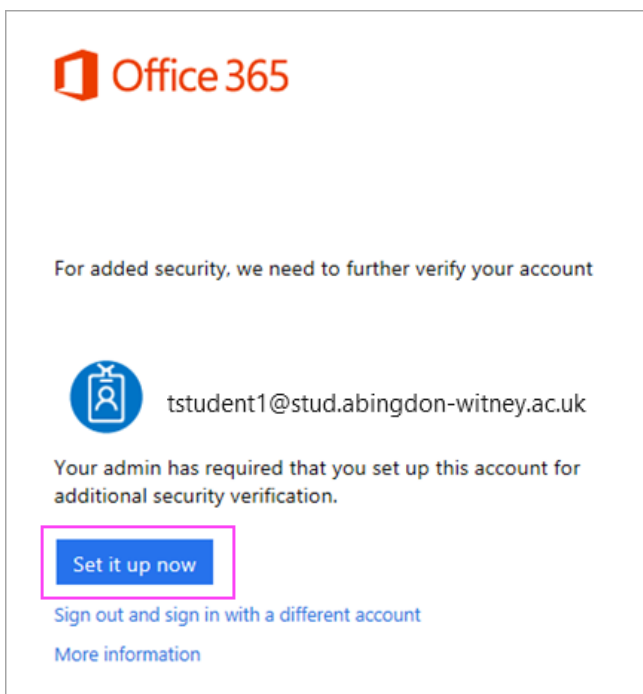 Office 365
For added security, we need to further verify your account
tstudent1@stud.abingdon-witney.ac.uk
Your admin has required that you set up this account for
additional security verification.
Set it up now
Sign out and sign in with a different account
More information